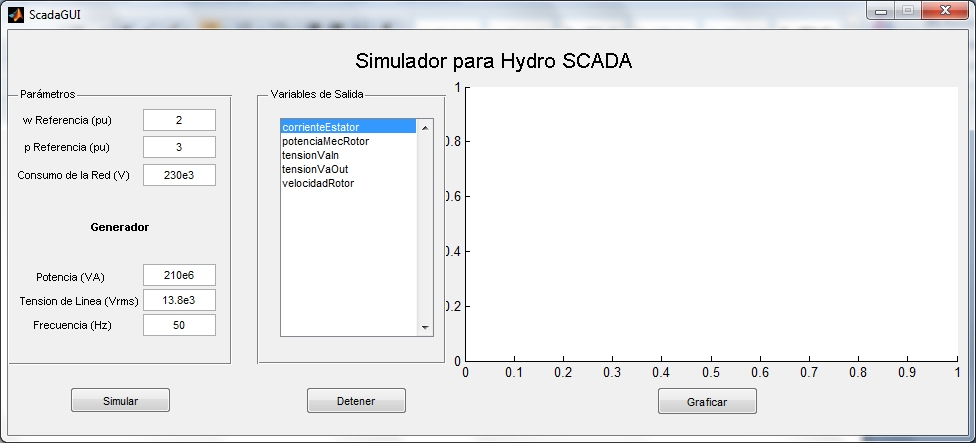 ScadaGUI
Simulador para Hydro SCADA
Parámetros
w Referencia (pu) 2
p Referencia (pu) 3
Consumo de la Red (V) 230e3
Generador
Potencia (VA) 210e6
Tension de Linea (Vrms) 13.8e3
Frecuencia (Hz) 50
Simular
Variables de Salida
corrienteEstator
potenciaMecRotor
tensionVaIn
tensionVaOut
velocidadRotor
Detener
1
0.8
0.6
0.4
0.2
0
0 0.1 0.2 0.3 0.4 0.5 0.6 0.7 0.8 0.9 1
Graficar